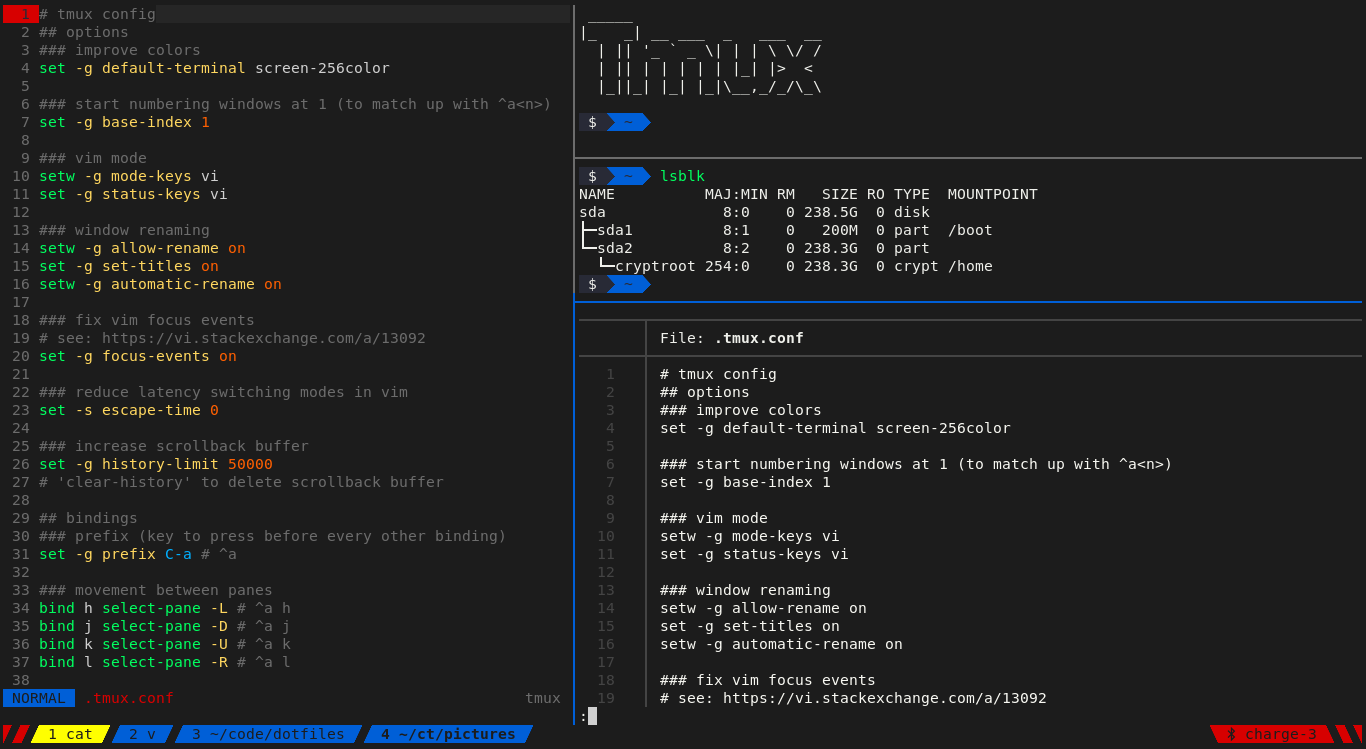 1 # tmux config
2 ## options
3 ### improve colors
4 set -g default-terminal screen-256color
5
6 ### start numbering windows at 1 (to match up with ^a<n>)
7 set -g base-index 1
8
9 ### vim mode
10 setw -g mode-keys vi
11 set -g status-keys vi
12
13 ### window renaming
14 setw -g allow-rename on
15 set -g set-titles on
16 setw -g automatic-rename on
17
18 ### fix vim focus events
19 # see: https://vi.stackexchange.com/a/13092
20 set -g focus-events on
21
22 ### reduce latency switching modes in vim
23 set -s escape-time 0
24
25 ### increase scrollback buffer
26 set -g history-limit 50000
27 # 'clear-history' to delete scrollback buffer
28
29 ## bindings
30 ### prefix (key to press before every other binding)
31 set -g prefix C-a # ^a
32
33 ### movement between panes
34 bind h select-pane -L # ^a h
35 bind j select-pane -D # ^a j
36 bind k select-pane -U # ^a k
37 bind l select-pane -R # ^a l
38
NORMAL .tmux.conf tmux
 _____
|_   _| __ ___  _   ___  __
  | || '_ ` _ \| | | \ \/ /
  | || | | | | | |_| |>  <
  |_||_| |_| |_|\__,_/_/\_\
$ ~
$ ~ lsblk
NAME          MAJ:MIN RM   SIZE RO TYPE  MOUNTPOINT
sda             8:0    0 238.5G  0 disk
├─sda1          8:1    0   200M  0 part  /boot
└─sda2          8:2    0 238.3G  0 part
  └─cryptroot 254:0    0 238.3G  0 crypt /home
$ ~
File: .tmux.conf
1 # tmux config
2 ## options
3 ### improve colors
4 set -g default-terminal screen-256color
5
6 ### start numbering windows at 1 (to match up with ^a<n>)
7 set -g base-index 1
8
9 ### vim mode
10 setw -g mode-keys vi
11 set -g status-keys vi
12
13 ### window renaming
14 setw -g allow-rename on
15 set -g set-titles on
16 setw -g automatic-rename on
17
18 ### fix vim focus events
19 # see: https://vi.stackexchange.com/a/13092
:
1 cat 2 v 3 ~/code/dotfiles 4 ~/ct/pictures charge-3